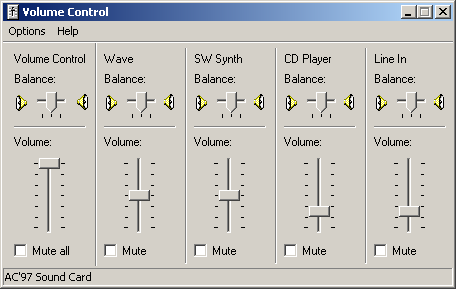 Volume Control
Options Help
Volume Control Wave SW Synth CD Player Line In
Balance: Balance: Balance: Balance: Balance:
Volume: Volume: Volume: Volume: Volume:
Mute all Mute Mute Mute Mute
AC'97 Sound Card